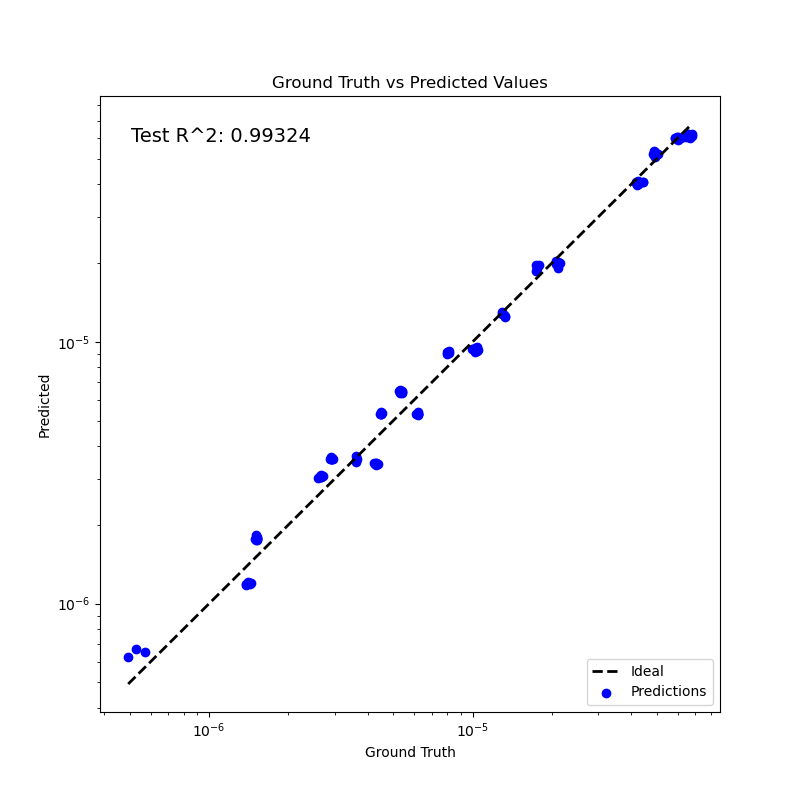 Ground Truth vs Predicted Values
Test R^2: 0.99324
Predicted
10⁻⁵
10⁻⁶
Ideal
Predictions
10⁻⁶
10⁻⁵
Ground Truth